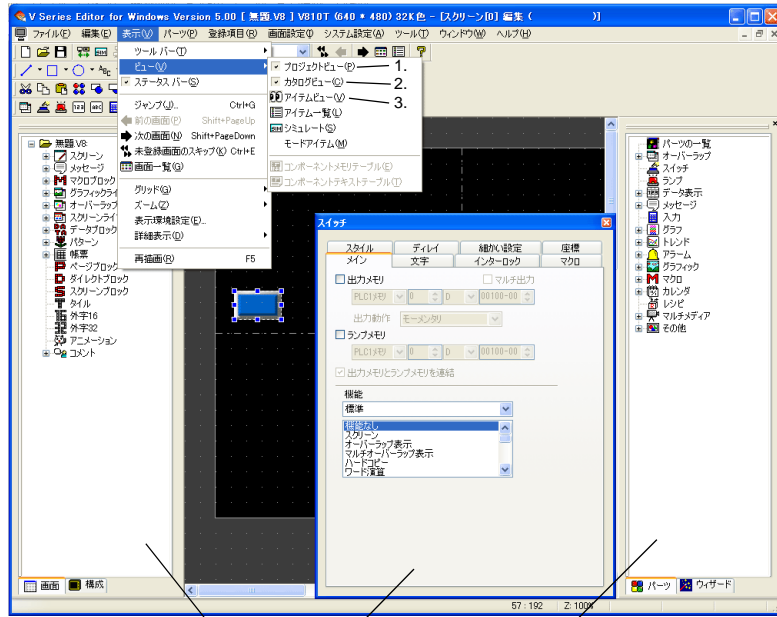 V Series Editor for Windows Version 5.00 [ 無題.V8 ] V810T (640 * 480) 32K色 - [スクリーン[0] 編集 ( )]
ファイル(F) 編集(E) 表示(V) パーツ(P) 登録項目(R) 画面設定(I) システム設定(A) ツール(T) ウィンドウ(W) ヘルプ(H)
ツール バー(T)
ビュー(V)
ステータス バー(S)
ジャンプ(J)... Ctrl+G
前の画面(P) Shift+PageUp
次の画面(N) Shift+PageDown
未登録画面のスキップ(K) Ctrl+E
画面一覧(G)
グリッド(G)
ズーム(Z)
表示環境設定(E)...
詳細表示(D)
再描画(R) F5
プロジェクトビュー(P) 1.
カタログビュー(C) 2.
アイテムビュー(V) 3.
アイテム一覧(L)
シミュレート(S)
モードアイテム(M)
コンポーネントメモリテーブル(E)
コンポーネントテキストテーブル(T)
無題.V8
スクリーン
メッセージ
マクロブロック
グラフィックライ
オーバーラップ
スクリーンライ
データブロック
パターン
帳票
ページブロック
ダイレクトブロック
スクリーンブロック
タイル
外字16
外字32
アニメーション
コメント
画面 構成
スイッチ
スタイル ディレイ 細かい設定 座標
メイン 文字 インターロック マクロ
出力メモリ マルチ出力
PLC1メモリ 0 D 00100-00
出力動作 モーメンタリ
ランプメモリ
PLC1メモリ 0 D 00100-00
出力メモリとランプメモリを連結
機能
標準
機能なし
スクリーン
オーバーラップ表示
マルチオーバーラップ表示
ハードコピー
ワード演算
パーツの一覧
オーバーラップ
スイッチ
ランプ
データ表示
メッセージ
入力
グラフ
トレンド
アラーム
グラフィック
マクロ
カレンダ
レシピ
マルチメディア
その他
パーツ ウィザード
57 : 192 Z: 100%